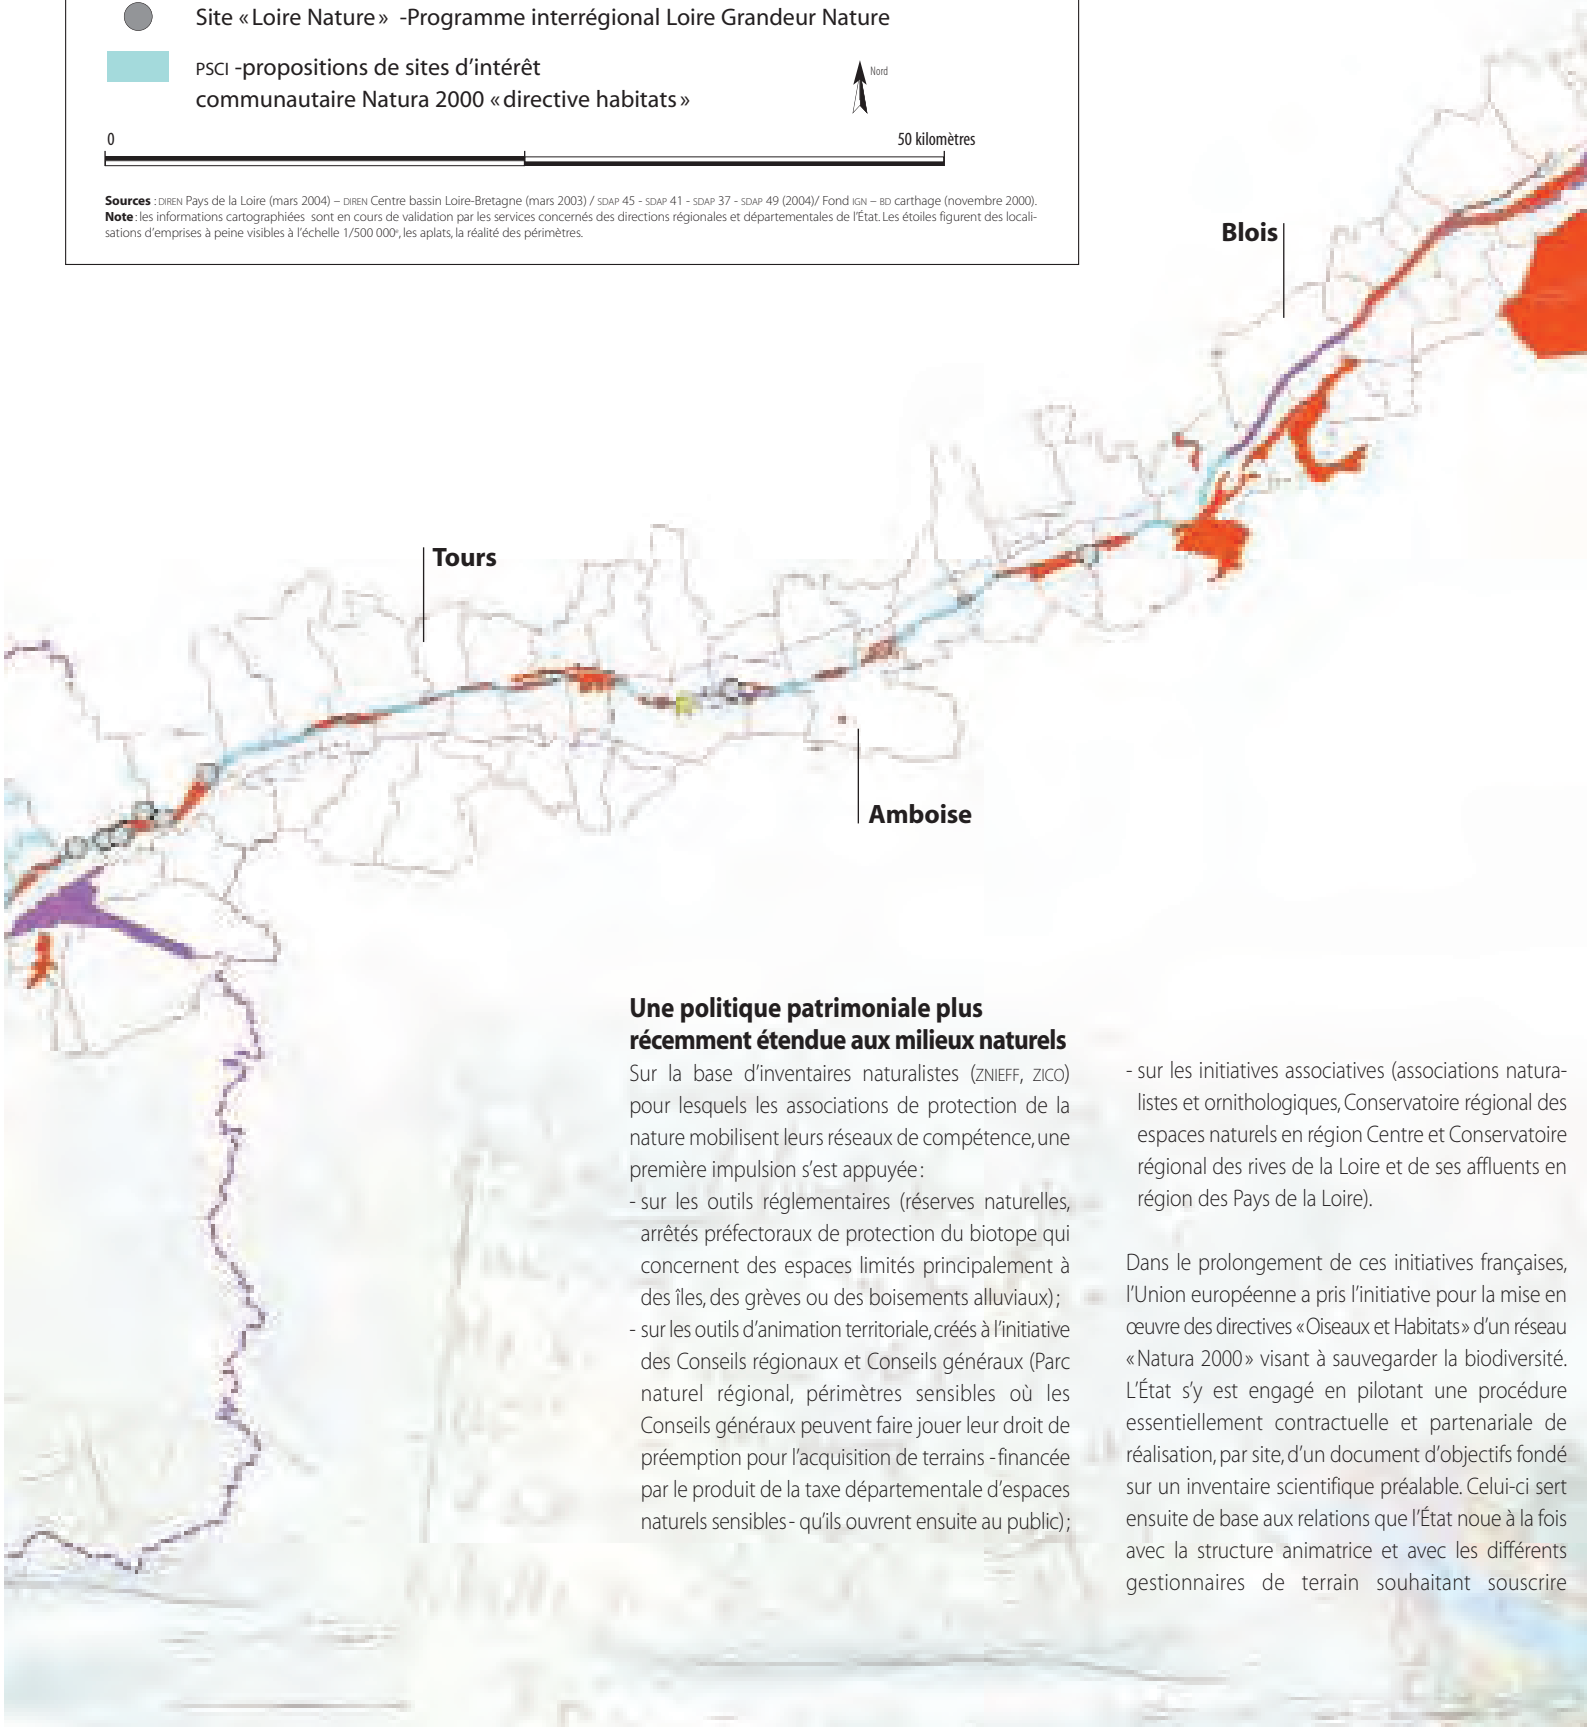 Site « Loire Nature » -Programme interrégional Loire Grandeur Nature
PSCI -propositions de sites d’intérêt
communautaire Natura 2000 « directive habitats »
Nord
0
50 kilomètres
Sources : DIREN Pays de la Loire (mars 2004) – DIREN Centre bassin Loire-Bretagne (mars 2003) / SDAP 45 - SDAP 41 - SDAP 37 - SDAP 49 (2004)/ Fond IGN – BD carthage (novembre 2000).
Note : les informations cartographiées sont en cours de validation par les services concernés des directions régionales et départementales de l’État. Les étoiles figurent des locali-
sations d’emprises à peine visibles à l’échelle 1/500 000e, les aplats, la réalité des périmètres.
Blois
Tours
Amboise
Une politique patrimoniale plus
récemment étendue aux milieux naturels
Sur la base d’inventaires naturalistes (ZNIEFF, ZICO)
pour lesquels les associations de protection de la
nature mobilisent leurs réseaux de compétence, une
première impulsion s’est appuyée :
- sur les outils réglementaires (réserves naturelles,
arrêtés préfectoraux de protection du biotope qui
concernent des espaces limités principalement à
des îles, des grèves ou des boisements alluviaux) ;
- sur les outils d’animation territoriale, créés à l’initiative
des Conseils régionaux et Conseils généraux (Parc
naturel régional, périmètres sensibles où les
Conseils généraux peuvent faire jouer leur droit de
préemption pour l’acquisition de terrains - financée
par le produit de la taxe départementale d’espaces
naturels sensibles - qu’ils ouvrent ensuite au public) ;
- sur les initiatives associatives (associations natura-
listes et ornithologiques, Conservatoire régional des
espaces naturels en région Centre et Conservatoire
régional des rives de la Loire et de ses affluents en
région des Pays de la Loire).
Dans le prolongement de ces initiatives françaises,
l’Union européenne a pris l’initiative pour la mise en
œuvre des directives « Oiseaux et Habitats » d’un réseau
« Natura 2000 » visant à sauvegarder la biodiversité.
L’État s’y est engagé en pilotant une procédure
essentiellement contractuelle et partenariale de
réalisation, par site, d’un document d’objectifs fondé
sur un inventaire scientifique préalable. Celui-ci sert
ensuite de base aux relations que l’État noue à la fois
avec la structure animatrice et avec les différents
gestionnaires de terrain souhaitant souscrire